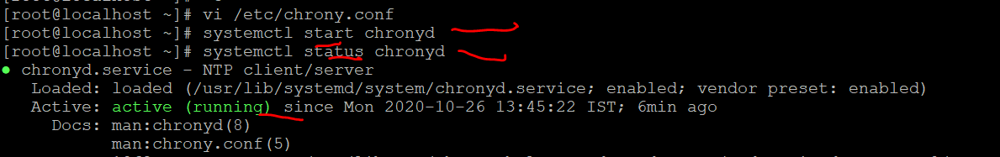 [root@localhost ~]# vi /etc/chrony.conf
[root@localhost ~]# systemctl start chronyd
[root@localhost ~]# systemctl status chronyd
● chronyd.service - NTP client/server
Loaded: loaded (/usr/lib/systemd/system/chronyd.service; enabled; vendor preset: enabled)
Active: active (running) since Mon 2020-10-26 13:45:22 IST; 6min ago
Docs: man:chronyd(8)
man:chrony.conf(5)